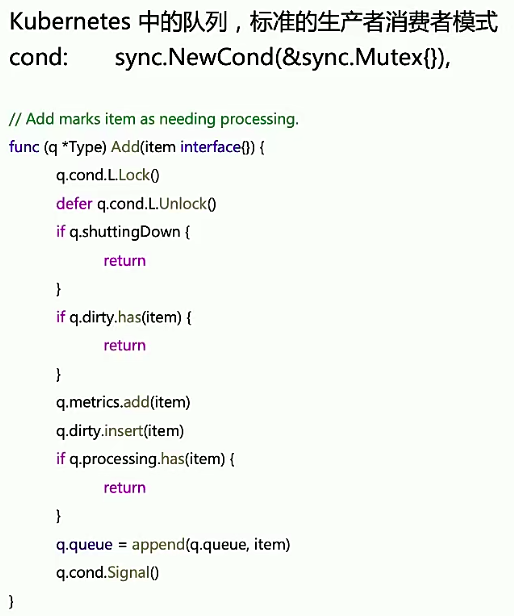 Kubernetes 中的队列，标准的生产者消费者模式
cond:      sync.NewCond(&sync.Mutex{}),
// Add marks item as needing processing.
func (q *Type) Add(item interface{}) {
q.cond.L.Lock()
defer q.cond.L.Unlock()
if q.shuttingDown {
return
}
if q.dirty.has(item) {
return
}
q.metrics.add(item)
q.dirty.insert(item)
if q.processing.has(item) {
return
}
q.queue = append(q.queue, item)
q.cond.Signal()
}